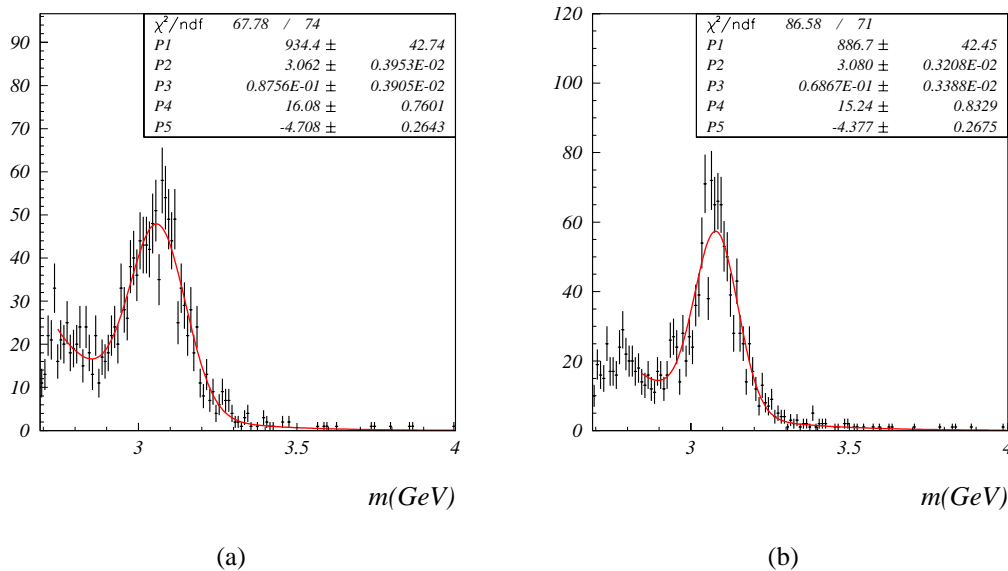 χ²/ndf 67.78 / 74
P1 934.4 ± 42.74
P2 3.062 ± 0.3953E-02
P3 0.8756E-01 ± 0.3905E-02
P4 16.08 ± 0.7601
P5 -4.708 ± 0.2643
90
80
70
60
50
40
30
20
10
0
3
3.5
4
m(GeV)
(a)
χ²/ndf 86.58 / 71
P1 886.7 ± 42.45
P2 3.080 ± 0.3208E-02
P3 0.6867E-01 ± 0.3388E-02
P4 15.24 ± 0.8329
P5 -4.377 ± 0.2675
120
100
80
60
40
20
0
3
3.5
4
m(GeV)
(b)